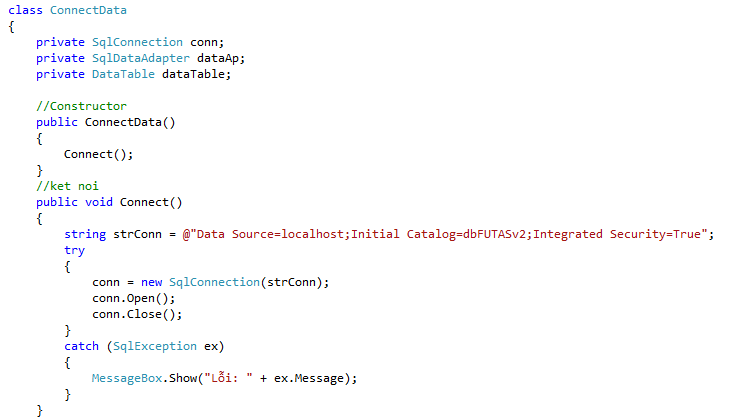 class ConnectData
{
    private SqlConnection conn;
    private SqlDataAdapter dataAp;
    private DataTable dataTable;

    //Constructor
    public ConnectData()
    {
        Connect();
    }
    //ket noi
    public void Connect()
    {
        string strConn = @"Data Source=localhost;Initial Catalog=dbFUTASv2;Integrated Security=True";
        try
        {
            conn = new SqlConnection(strConn);
            conn.Open();
            conn.Close();
        }
        catch (SqlException ex)
        {
            MessageBox.Show("Lỗi: " + ex.Message);
        }
    }